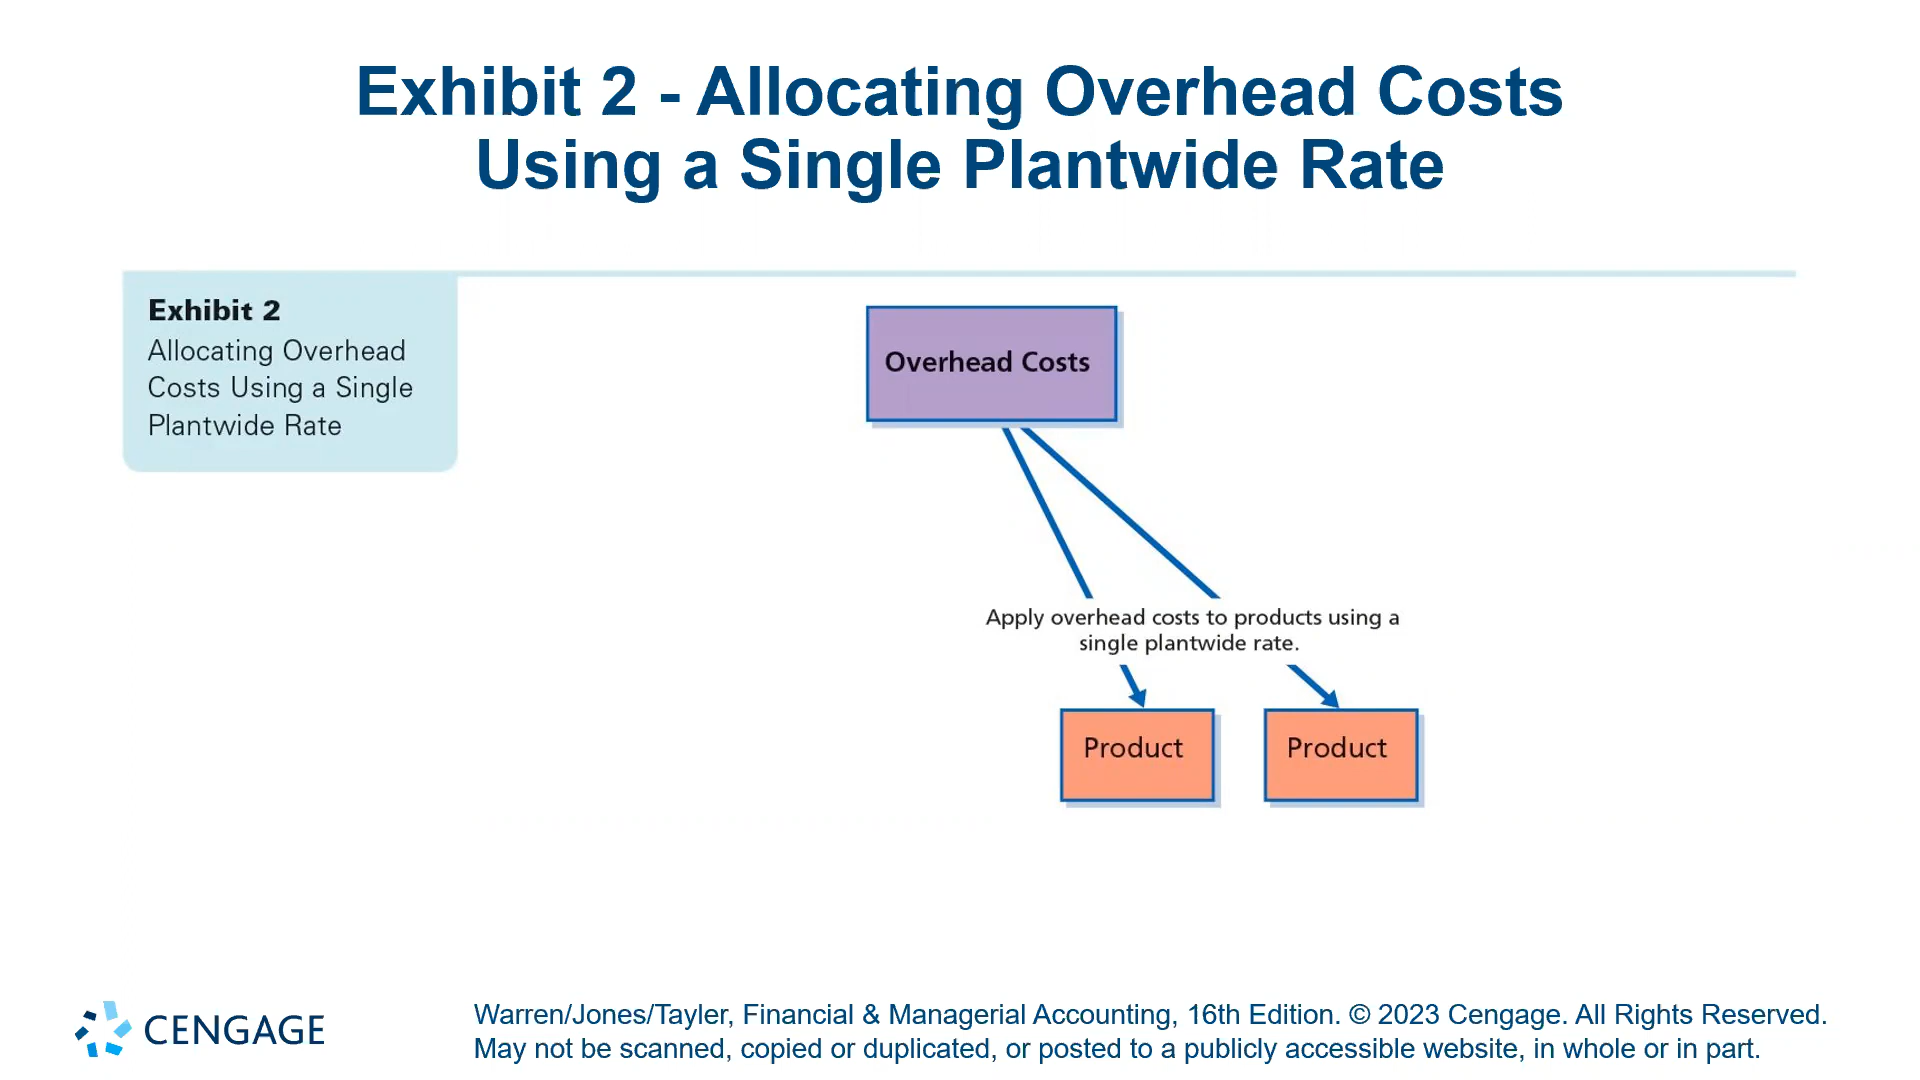 Exhibit 2 - Allocating Overhead Costs
Using a Single Plantwide Rate
Exhibit 2
Allocating Overhead
Costs Using a Single
Plantwide Rate
Overhead Costs
Apply overhead costs to products using a
single plantwide rate.
Product
Product
CENGAGE
Warren/Jones/Tayler, Financial & Managerial Accounting, 16th Edition. © 2023 Cengage. All Rights Reserved.
May not be scanned, copied or duplicated, or posted to a publicly accessible website, in whole or in part.